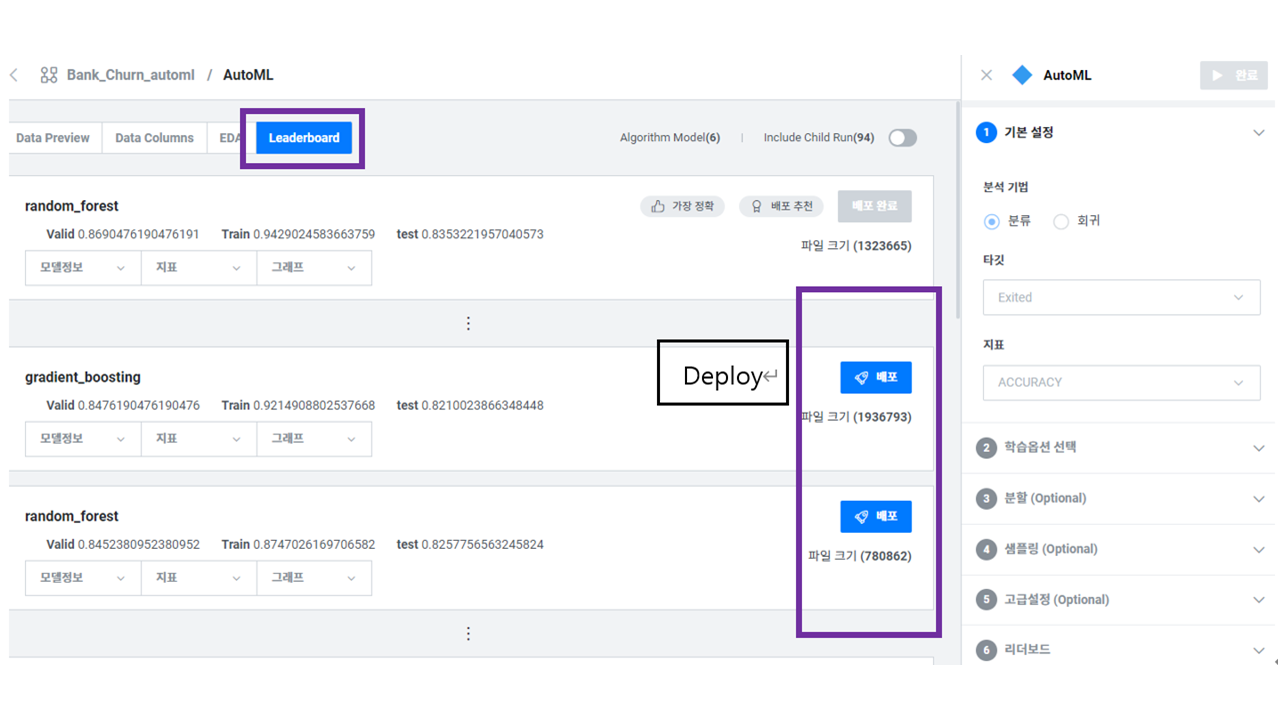 Bank_Churn_automl / AutoML
Data Preview Data Columns EDA Leaderboard
Algorithm Model(6) | Include Child Run(94)
random_forest
가장 정확 배포 추천 배포 완료
Valid 0.8690476190476191 Train 0.9429024583663759 test 0.8353221957040573
파일 크기 (1323665)
모델정보 지표 그래프
⋮
gradient_boosting
Deploy↵
배포
Valid 0.8476190476190476 Train 0.9214908802537668 test 0.8210023866348448
파일 크기 (1936793)
모델정보 지표 그래프
random_forest
배포
Valid 0.8452380952380952 Train 0.8747026169706582 test 0.8257756563245824
파일 크기 (780862)
모델정보 지표 그래프
⋮
AutoML
완료
1 기본 설정
분석 기법
분류 회귀
타깃
Exited
지표
ACCURACY
2 학습옵션 선택
3 분할 (Optional)
4 샘플링 (Optional)
5 고급설정 (Optional)
6 리더보드